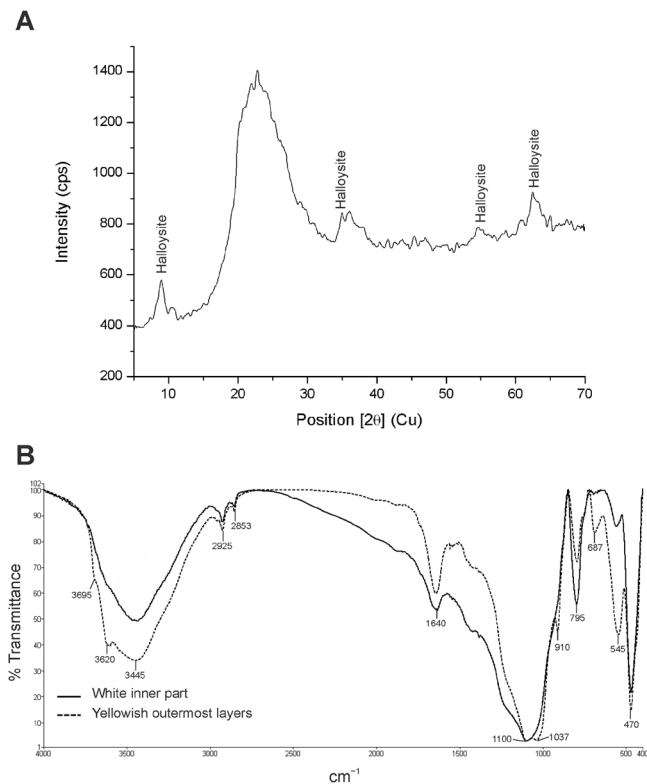 A
Intensity (cps)
1400
1200
1000
800
600
400
200
Halloysite
Halloysite
Halloysite
Halloysite
10 20 30 40 50 60 70
Position [2θ] (Cu)
B
% Transmittance
102
100
90
80
70
60
50
40
30
20
10
1
3695
3620
3445
2925
2853
1640
1100
1037
910
795
687
545
470
White inner part
Yellowish outermost layers
4000 3500 3000 2500 2000 1500 1000 500 400
cm⁻¹